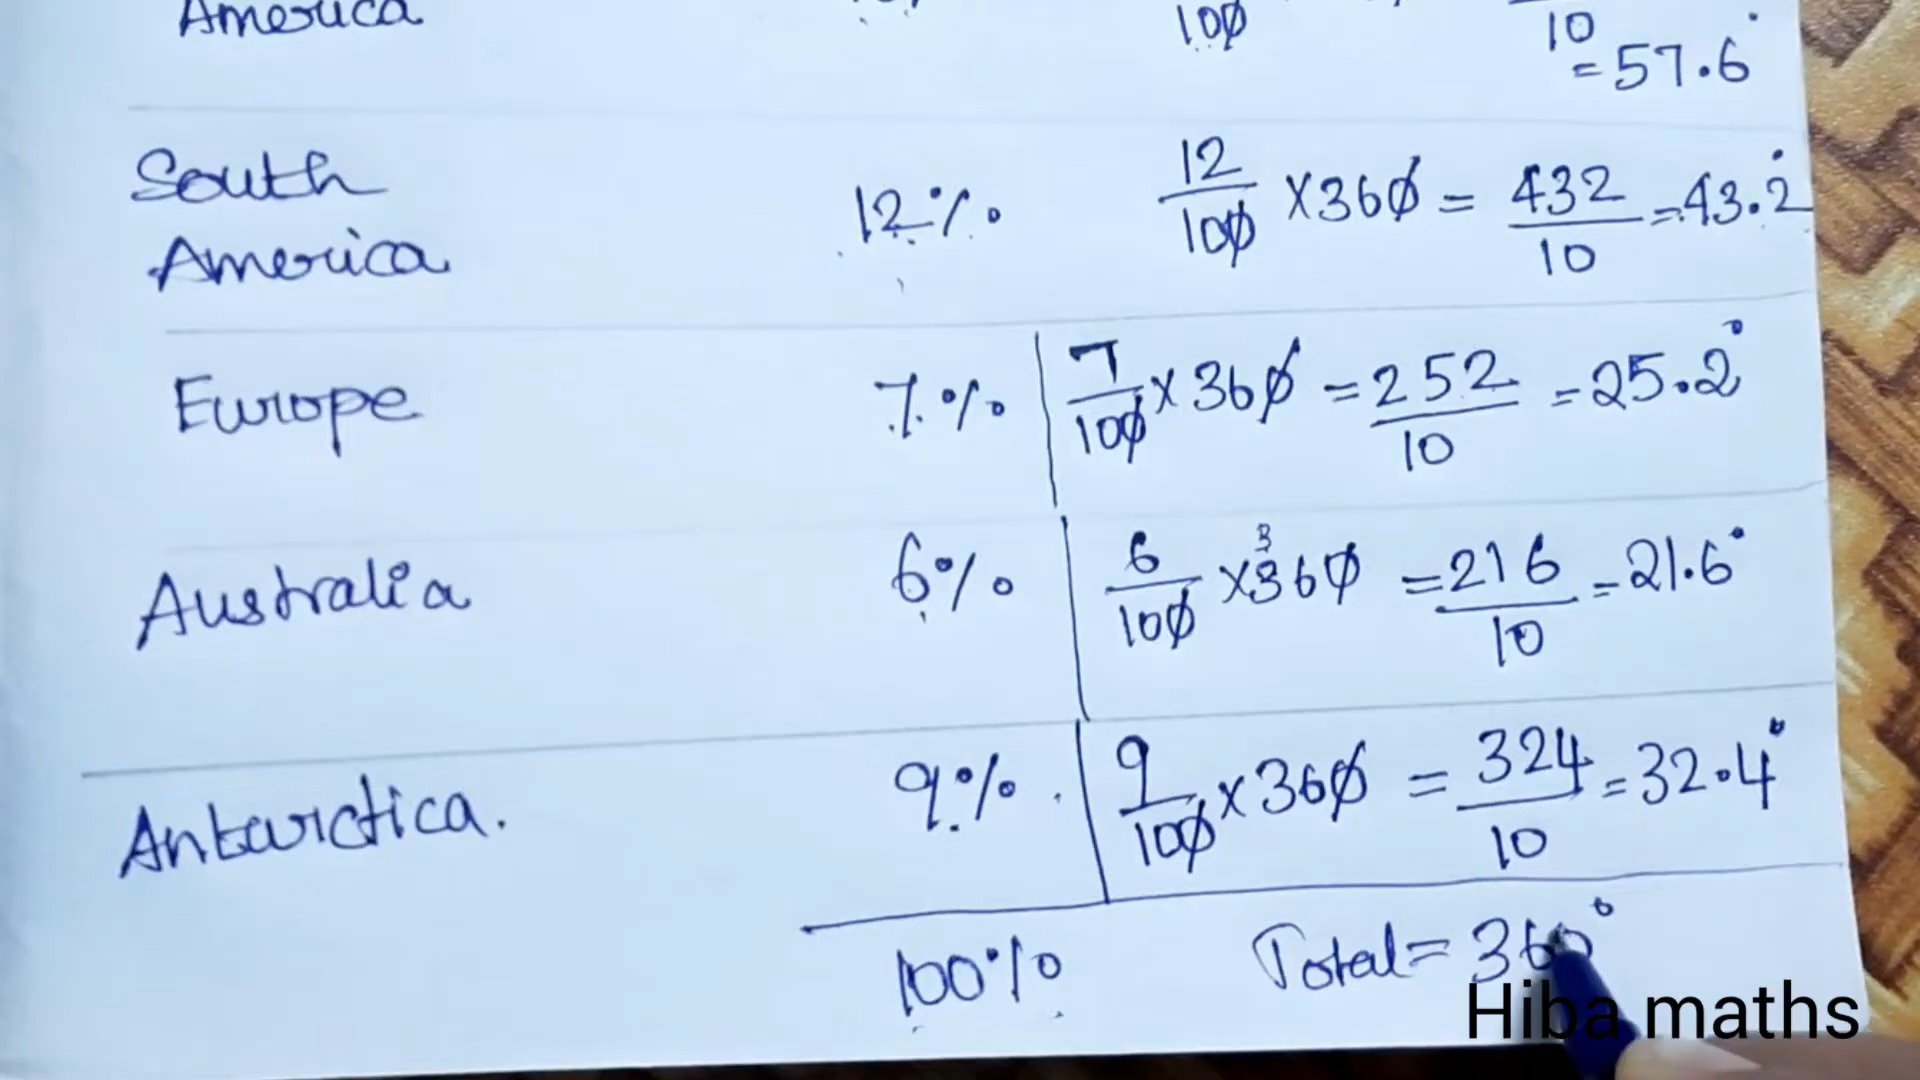 America
100
10
= 57.6°
South
America
12%
12/100 × 360 = 432/10 = 43.2°
Europe
7%
7/100 × 360 = 252/10 = 25.2°
Australia
6%
6/100 × 360 = 216/10 = 21.6°
3
Antarctica.
9%
9/100 × 360 = 324/10 = 32.4°
100%
Total = 360°
Hiba maths